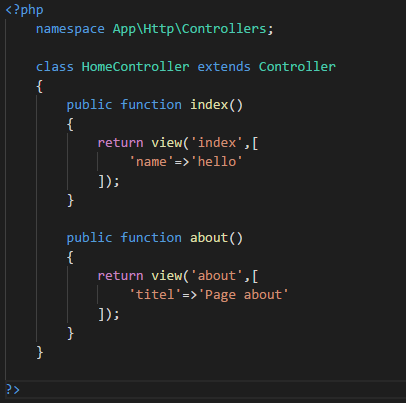 <?php
    namespace App\Http\Controllers;

    class HomeController extends Controller
    {
        public function index()
        {
            return view('index',[
                'name'=>'hello'
            ]);
        }

        public function about()
        {
            return view('about',[
                'titel'=>'Page about'
            ]);
        }
    }

?>